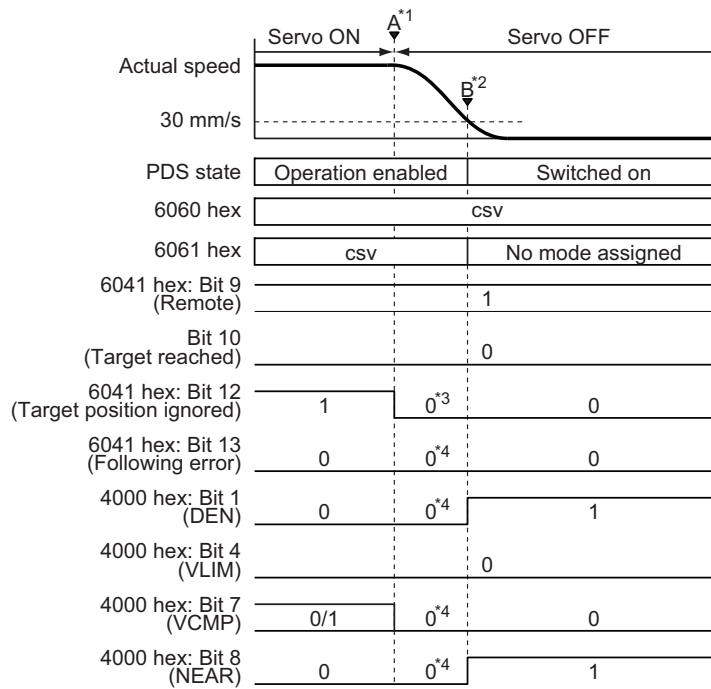 A*1
Servo ON Servo OFF
Actual speed
B*2
30 mm/s
PDS state Operation enabled Switched on
6060 hex csv
6061 hex csv No mode assigned
6041 hex: Bit 9
(Remote) 1
Bit 10
(Target reached) 0
6041 hex: Bit 12
(Target position ignored) 1 0*3 0
6041 hex: Bit 13
(Following error) 0 0*4 0
4000 hex: Bit 1
(DEN) 0 0*4 1
4000 hex: Bit 4
(VLIM) 0
4000 hex: Bit 7
(VCMP) 0/1 0*4 0
4000 hex: Bit 8
(NEAR) 0 0*4 1